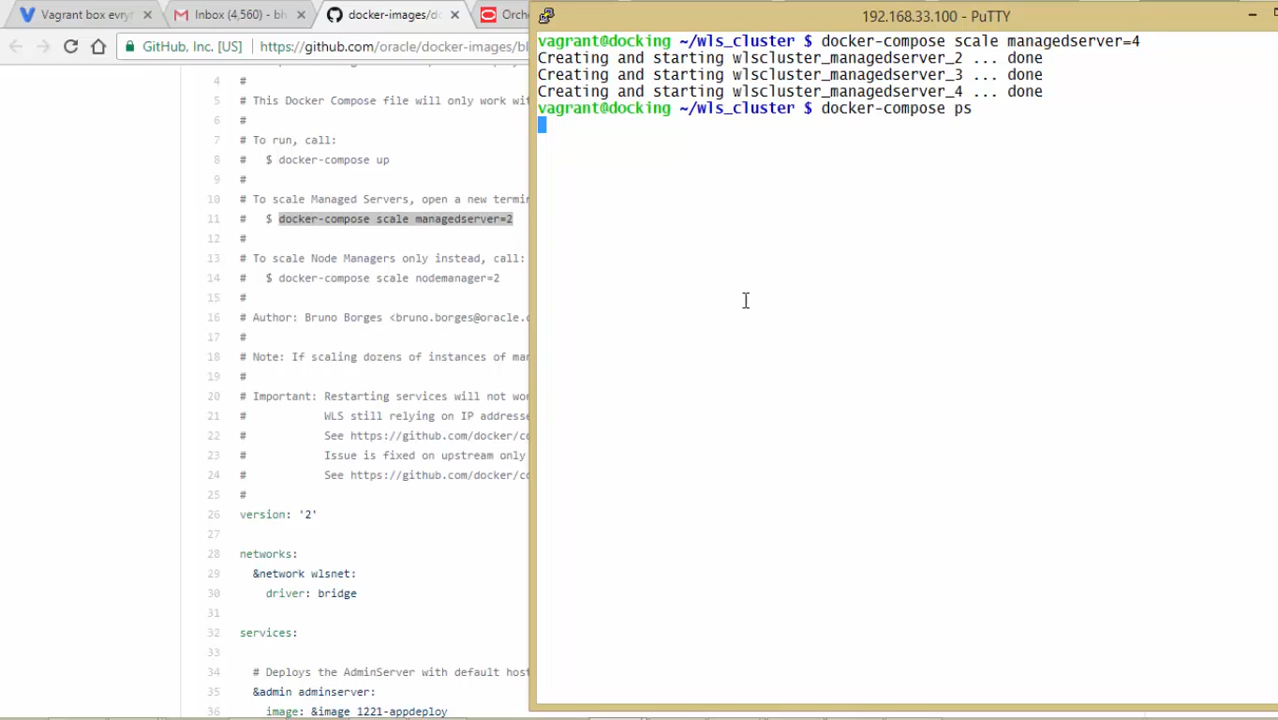 Vagrant box evry
Inbox (4,560) - bh
docker-images/do
Orche
192.168.33.100 - PuTTY
GitHub, Inc. [US]
https://github.com/oracle/docker-images/bl
4 #
5 # This Docker Compose file will only work wit
6 #
7 # To run, call:
8 # $ docker-compose up
9 #
10 # To scale Managed Servers, open a new termin
11 # $ docker-compose scale managedserver=2
12 #
13 # To scale Node Managers only instead, call:
14 # $ docker-compose scale nodemanager=2
15 #
16 # Author: Bruno Borges <bruno.borges@oracle.c
17 #
18 # Note: If scaling dozens of instances of man
19 #
20 # Important: Restarting services will not wor
21 # WLS still relying on IP addresse
22 # See https://github.com/docker/co
23 # Issue is fixed on upstream only
24 # See https://github.com/docker/co
25 #
26 version: '2'
27
28 networks:
29 &network wlsnet:
30 driver: bridge
31
32 services:
33
34 # Deploys the AdminServer with default host
35 &admin adminserver:
36 image: &image 1221-appdeploy
vagrant@docking ~/wls_cluster $ docker-compose scale managedserver=4
Creating and starting wlscluster_managedserver_2 ... done
Creating and starting wlscluster_managedserver_3 ... done
Creating and starting wlscluster_managedserver_4 ... done
vagrant@docking ~/wls_cluster $ docker-compose ps